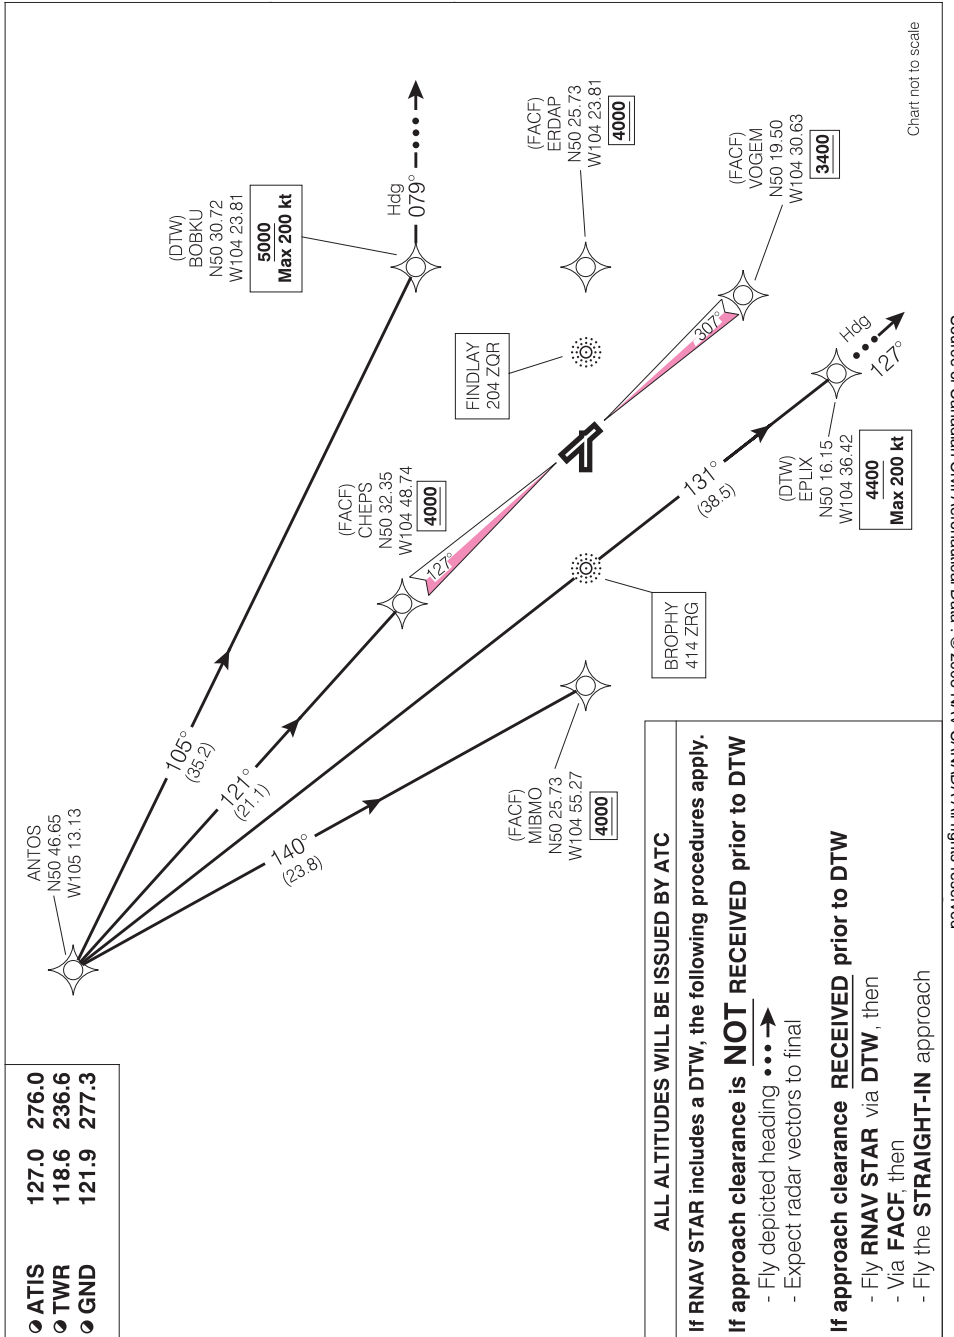 ATIS 127.0 276.0
TWR 118.6 236.6
GND 121.9 277.3
ANTOS
N50 46.65
W105 13.13
(DTW)
BOBKU
N50 30.72
W104 23.81
5000
Max 200 kt
Hdg
079°
(FACF)
ERDAP
N50 25.73
W104 23.81
4000
(FACF)
VOGEM
N50 19.50
W104 30.63
3400
FINDLAY
204 ZQR
(FACF)
CHEPS
N50 32.35
W104 48.74
4000
127°
307°
105°
(35.2)
121°
(21.1)
131°
(38.5)
140°
(23.8)
Hdg
127°
(DTW)
EPLIX
N50 16.15
W104 36.42
4400
Max 200 kt
BROPHY
414 ZRG
(FACF)
MIBMO
N50 25.73
W104 55.27
4000
Chart not to scale
ALL ALTITUDES WILL BE ISSUED BY ATC
If RNAV STAR includes a DTW, the following procedures apply.
If approach clearance is NOT RECEIVED prior to DTW
- Fly depicted heading
- Expect radar vectors to final
If approach clearance RECEIVED prior to DTW
- Fly RNAV STAR via DTW, then
- Via FACF, then
- Fly the STRAIGHT-IN approach